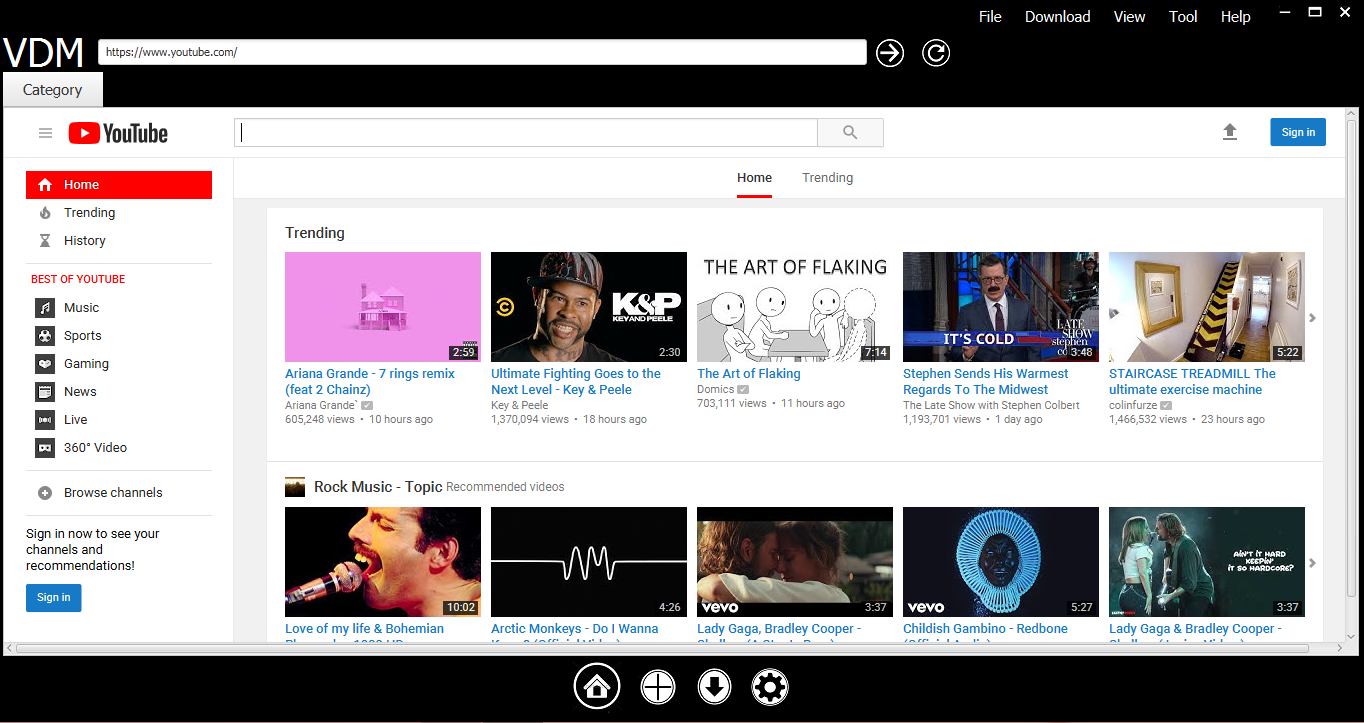 File Download View Tool Help
VDM https://www.youtube.com/
Category
YouTube
Sign in
Home
Trending
History
BEST OF YOUTUBE
Music
Sports
Gaming
News
Live
360° Video
Browse channels
Sign in now to see your
channels and
recommendations!
Sign in
Home Trending
Trending
2:59
Ariana Grande - 7 rings remix
(feat 2 Chainz)
Ariana Grande`
605,248 views • 10 hours ago
K&P
KEY AND PEELE
2:30
Ultimate Fighting Goes to the
Next Level - Key & Peele
Key & Peele
1,370,094 views • 18 hours ago
THE ART OF FLAKING
7:14
The Art of Flaking
Domics
703,111 views • 11 hours ago
IT'S COLD
LATE SHOW
stephen
3:48
Stephen Sends His Warmest
Regards To The Midwest
The Late Show with Stephen Colbert
1,193,701 views • 1 day ago
5:22
STAIRCASE TREADMILL The
ultimate exercise machine
colinfurze
1,466,532 views • 23 hours ago
Rock Music - Topic Recommended videos
10:02
Love of my life & Bohemian
4:26
Arctic Monkeys - Do I Wanna
vevo
3:37
Lady Gaga, Bradley Cooper -
vevo
5:27
Childish Gambino - Redbone
AIN'T IT HARD
KEEPIN'
IT SO HARDCORE?
3:37
Lady Gaga & Bradley Cooper -